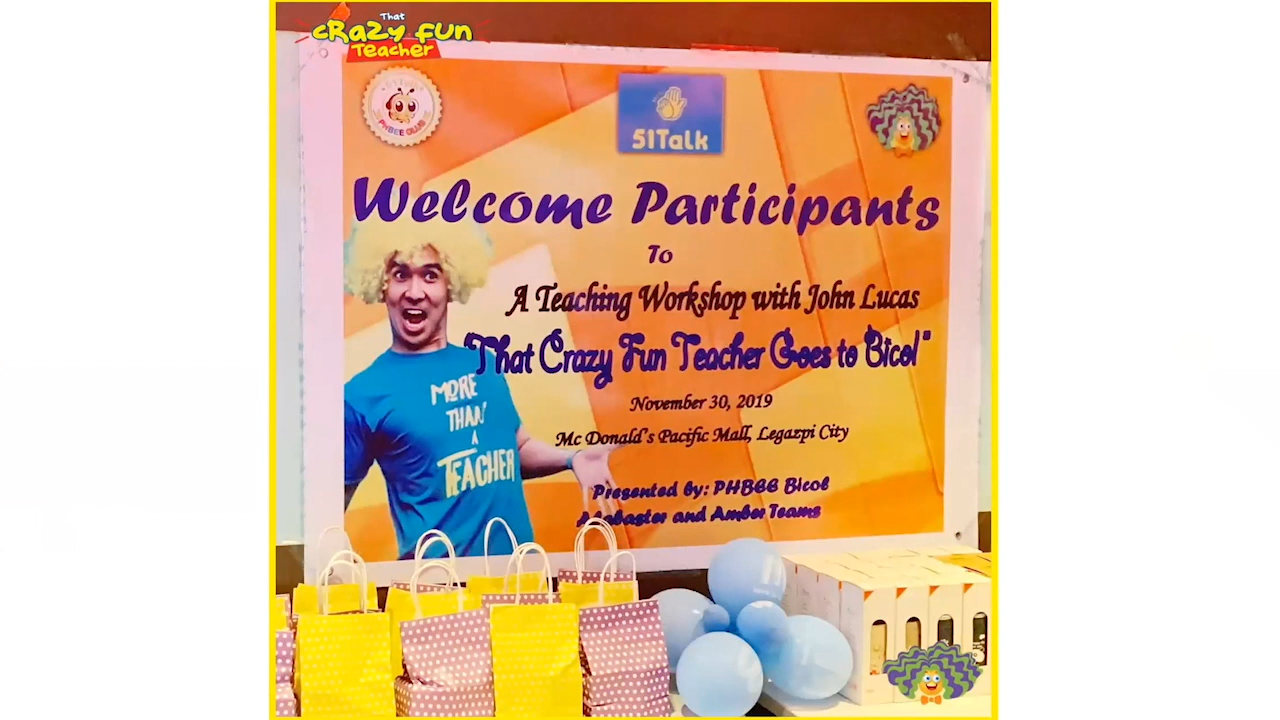 That
CRaZy FUN
Teacher
PHBEE CLUB
51Talk
Welcome Participants
To
A Teaching Workshop with John Lucas
"That Crazy Fun Teacher Goes to Bicol"
November 30, 2019
Mc Donald's Pacific Mall, Legazpi City
MORE
THAN
A
TEACHER
Presented by: PHBEE Bicol
Alabaster and Amber Teams